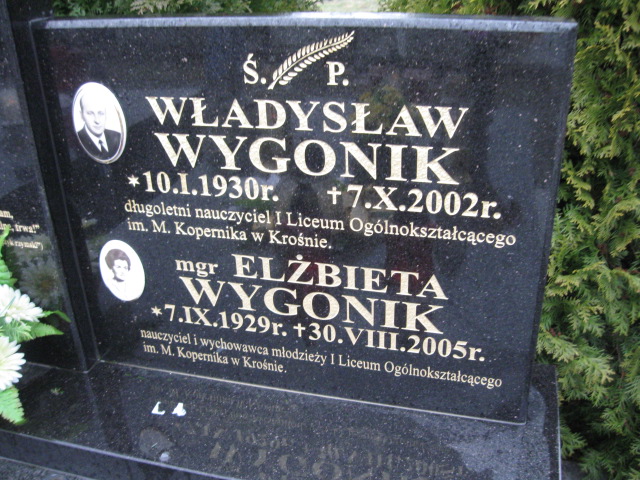 Ś. P.
WŁADYSŁAW
WYGONIK
*10.I.1930r. +7.X.2002r.
długoletni nauczyciel I Liceum Ogólnokształcącego
im. M. Kopernika w Krośnie.
mgr ELŻBIETA
WYGONIK
*7.IX.1929r. +30.VIII.2005r.
nauczyciel i wychowawca młodzieży I Liceum Ogólnokształcącego
im. M. Kopernika w Krośnie.